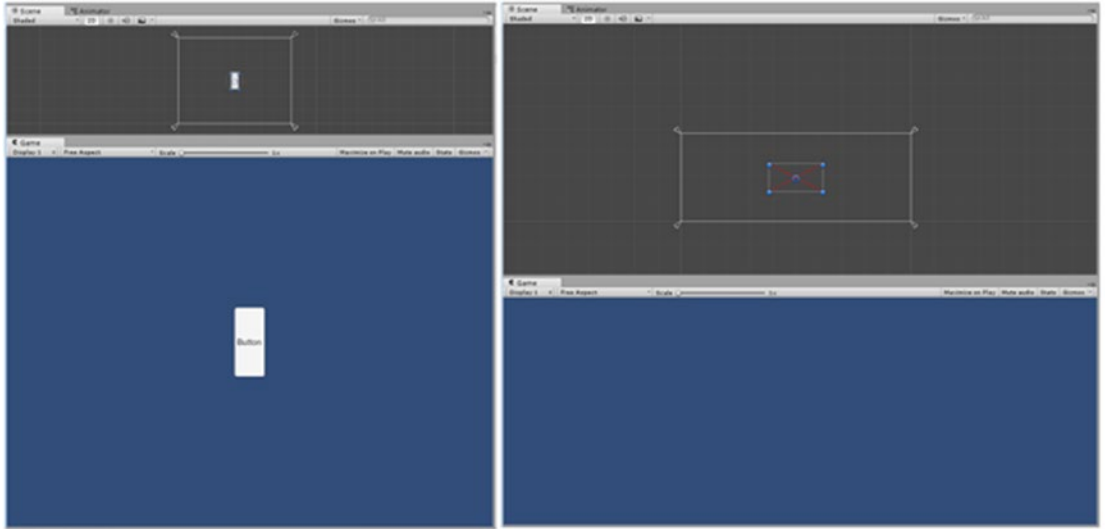 Scene Animator
Shaded 2D Gizmos
Game
Display 1 Free Aspect Scale 1x Maximize on Play Mute audio Stats Gizmos
Button
Scene Animator
Shaded 2D Gizmos
Game
Display 1 Free Aspect Scale 1x Maximize on Play Mute audio Stats Gizmos